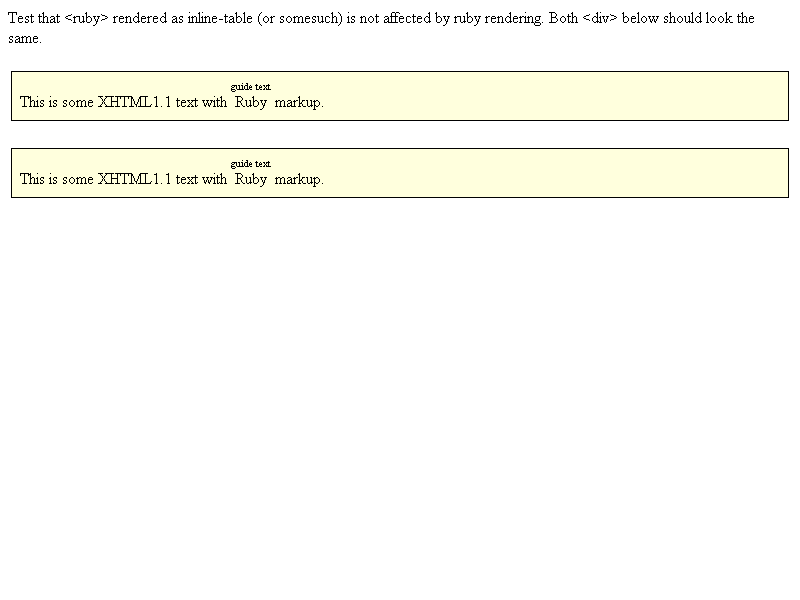 Test that <ruby> rendered as inline-table (or somesuch) is not affected by ruby rendering. Both <div> below should look the
same.
guide text
This is some XHTML1.1 text with Ruby markup.
guide text
This is some XHTML1.1 text with Ruby markup.